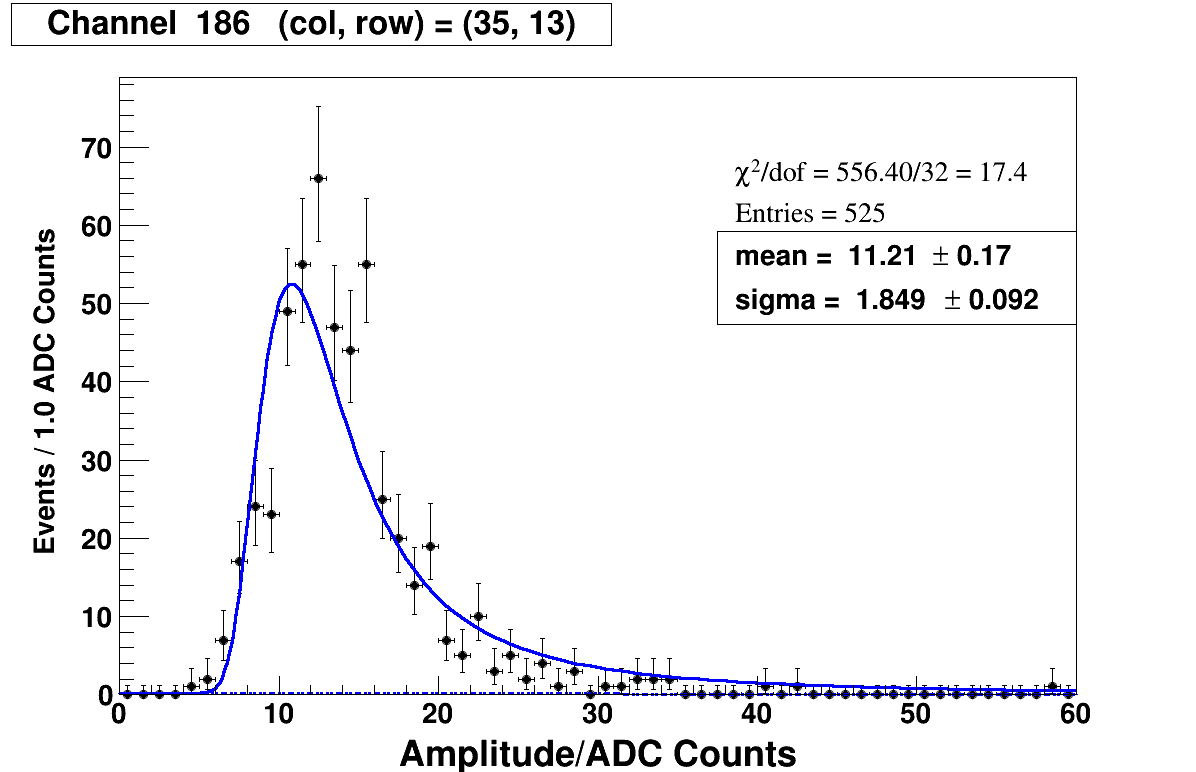 Channel 186 (col, row) = (35, 13)
χ²/dof = 556.40/32 = 17.4
Entries = 525
mean = 11.21 ± 0.17
sigma = 1.849 ± 0.092
Events / 1.0 ADC Counts
70
60
50
40
30
20
10
0
0 10 20 30 40 50 60
Amplitude/ADC Counts